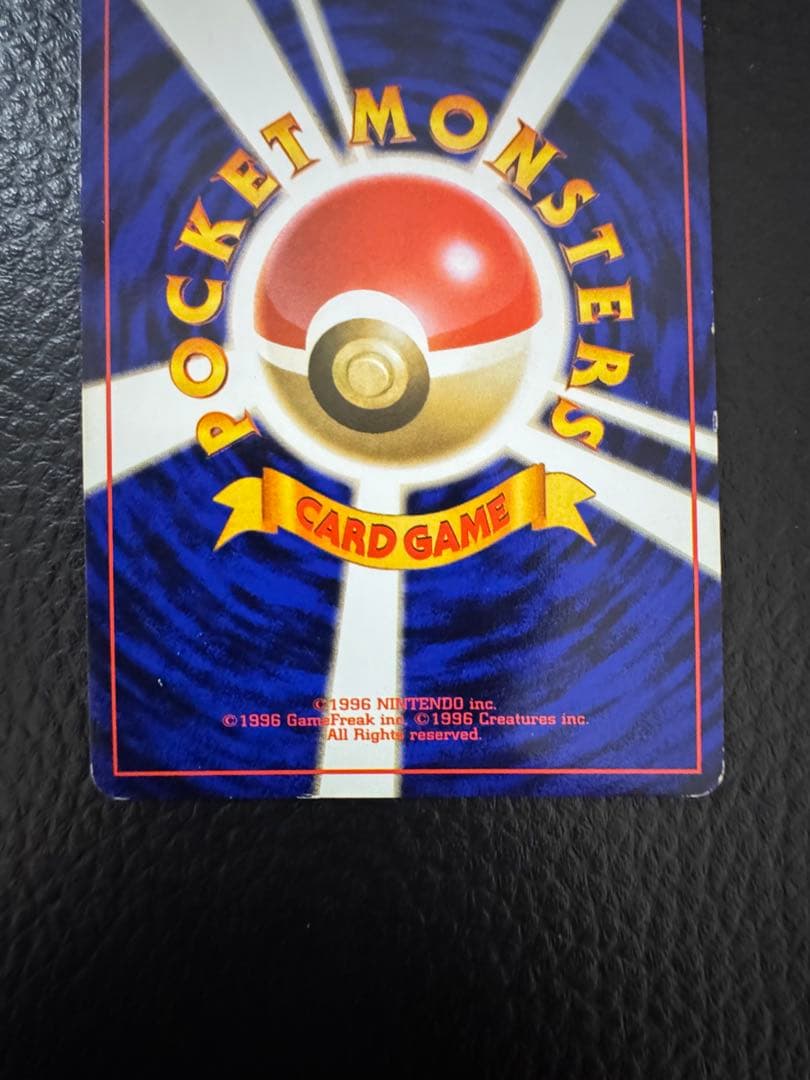 POCKET MONSTERS
CARD GAME
©1996 NINTENDO inc.
©1996 GameFreak inc. ©1996 Creatures inc.
All Rights reserved.